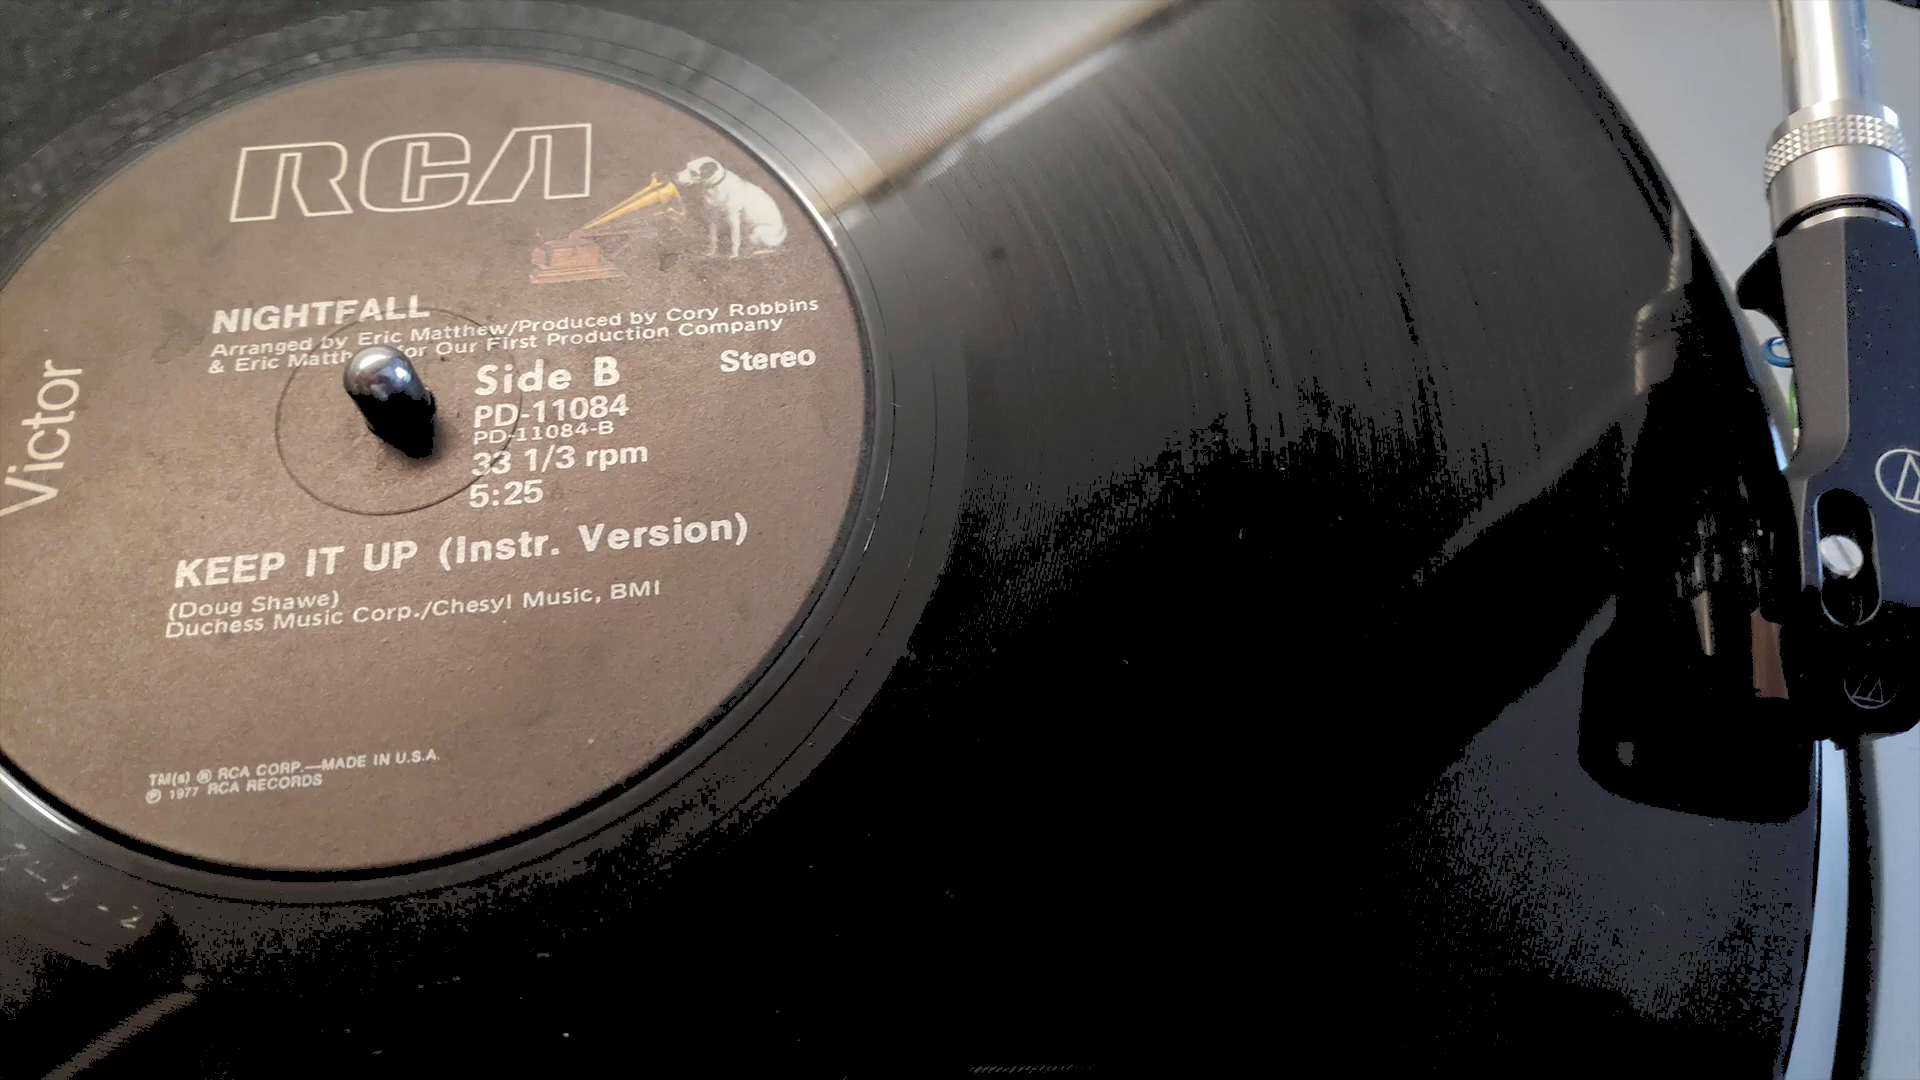 RCA
Victor
NIGHTFALL
Arranged by Eric Matthew/Produced by Cory Robbins
& Eric Matth for Our First Production Company
Side B
Stereo
PD-11084
PD-11084-B
33 1/3 rpm
5:25
KEEP IT UP (Instr. Version)
(Doug Shawe)
Duchess Music Corp./Chesyl Music, BMI
TM(s) ® RCA CORP.—MADE IN U.S.A.
℗ 1977 RCA RECORDS